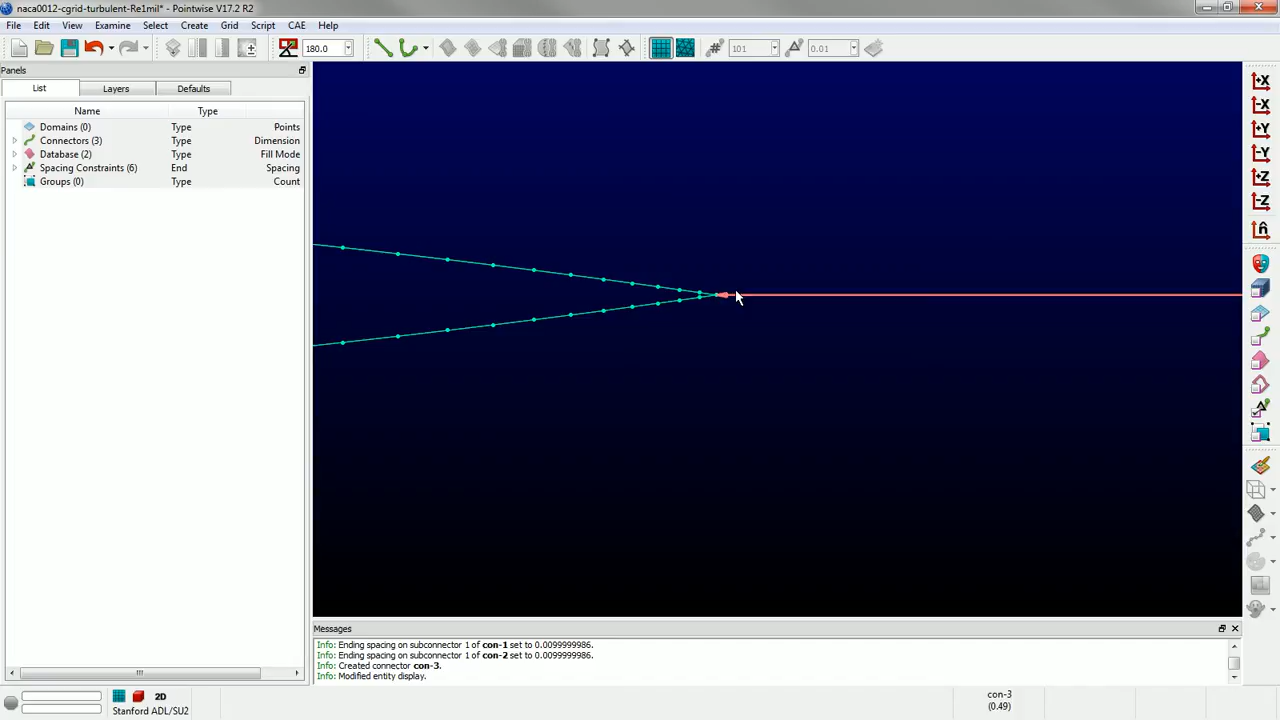 naca0012-cgrid-turbulent-Re1mil* - Pointwise V17.2 R2
File Edit View Examine Select Create Grid Script CAE Help
180.0 101 0.01
Panels
List Layers Defaults
Name Type
Domains (0) Type Points
Connectors (3) Type Dimension
Database (2) Type Fill Mode
Spacing Constraints (6) End Spacing
Groups (0) Type Count
+X
-X
+Y
-Y
+Z
-Z
n̂
Messages
Info: Ending spacing on subconnector 1 of con-1 set to 0.0099999986.
Info: Ending spacing on subconnector 1 of con-2 set to 0.0099999986.
Info: Created connector con-3.
Info: Modified entity display.
2D
Stanford ADL/SU2
con-3
(0.49)